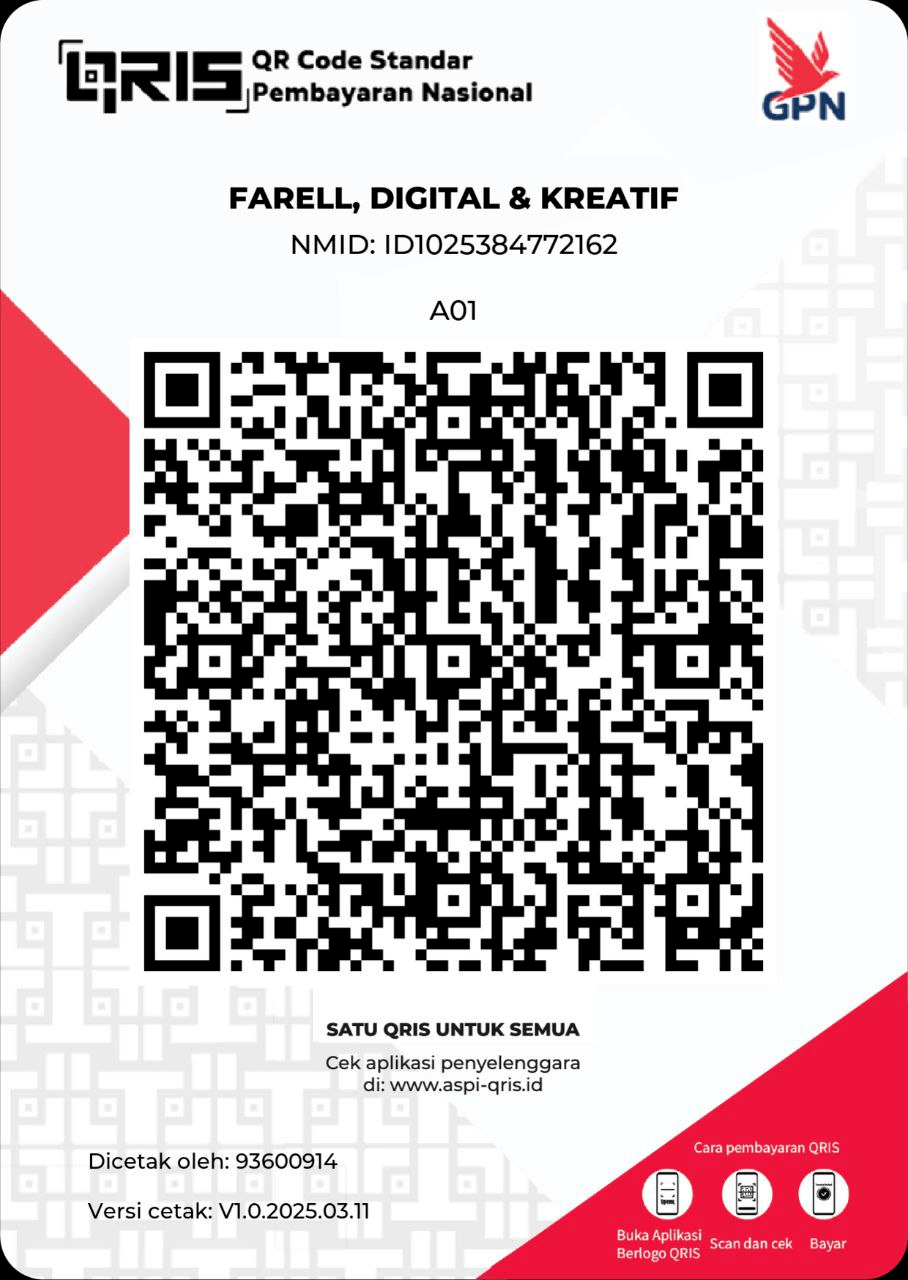 QRIS QR Code Standar
Pembayaran Nasional
GPN
FARELL, DIGITAL & KREATIF
NMID: ID1025384772162
A01
SATU QRIS UNTUK SEMUA
Cek aplikasi penyelenggara
di: www.aspi-qris.id
Dicetak oleh: 93600914
Versi cetak: V1.0.2025.03.11
Cara pembayaran QRIS
Buka Aplikasi
Berlogo QRIS
Scan dan cek
Bayar